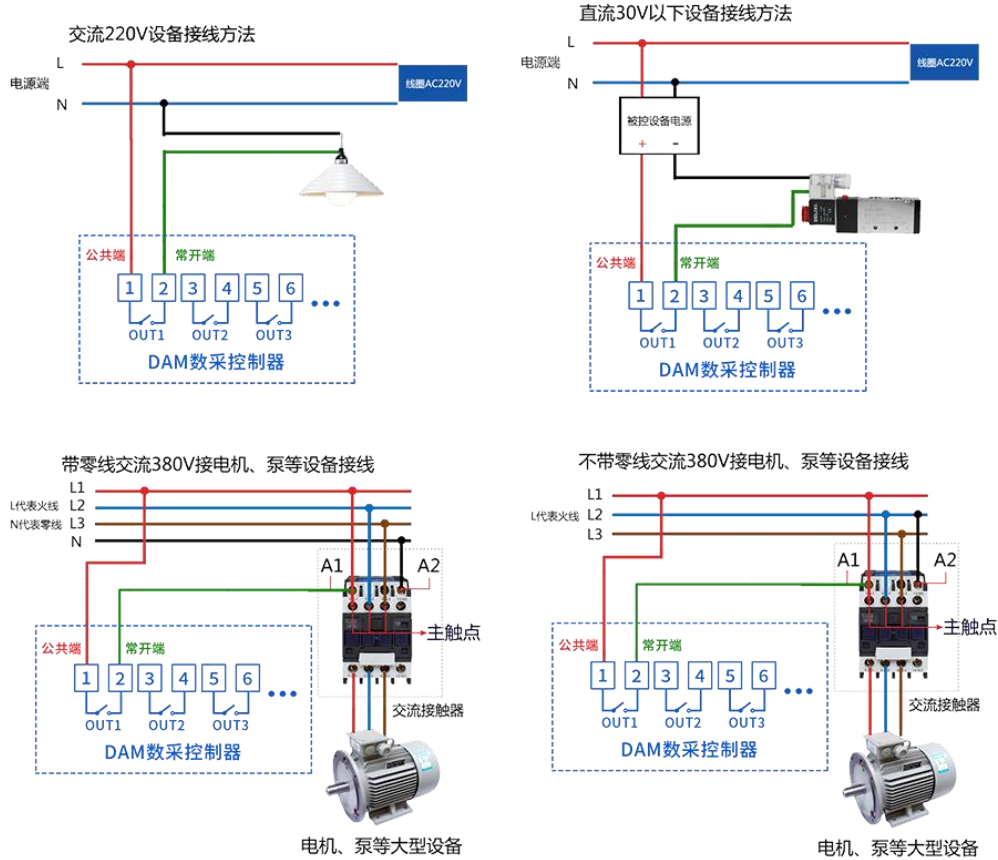 交流220V设备接线方法
L
电源端
N
线圈AC220V
公共端
常开端
1 2 3 4 5 6
OUT1 OUT2 OUT3
DAM数采控制器
直流30V以下设备接线方法
L
电源端
N
线圈AC220V
被控设备电源
+ -
公共端
常开端
1 2 3 4 5 6
OUT1 OUT2 OUT3
DAM数采控制器
带零线交流380V接电机、泵等设备接线
L1
L代表火线 L2
N代表零线 L3
N
A1 A2
主触点
公共端
常开端
1 2 3 4 5 6
OUT1 OUT2 OUT3
DAM数采控制器
交流接触器
电机、泵等大型设备
不带零线交流380V接电机、泵等设备接线
L1
L代表火线 L2
L3
A1 A2
主触点
公共端
常开端
1 2 3 4 5 6
OUT1 OUT2 OUT3
DAM数采控制器
交流接触器
电机、泵等大型设备